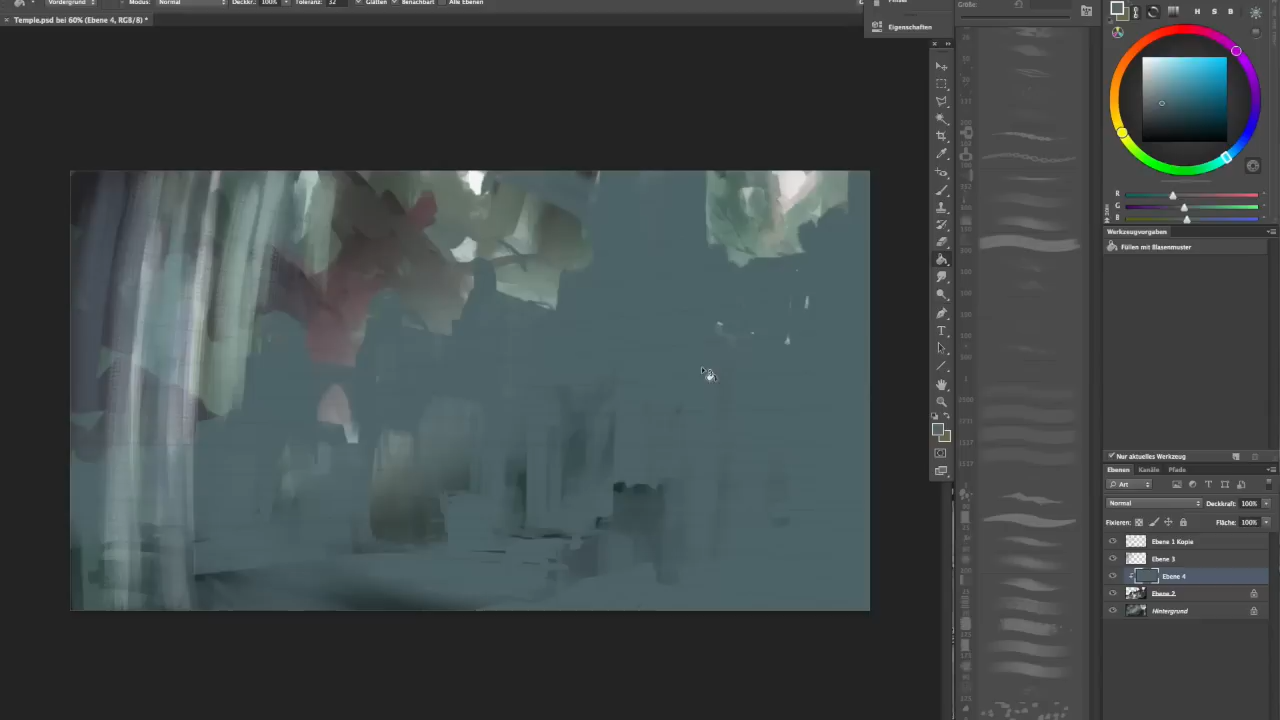 Vordergrund
Modus: Normal
Deckkr.: 100%
Toleranz: 32
Glätten
Benachbart
Alle Ebenen
Temple.psd bei 60% (Ebene 4, RGB/8) *
Eigenschaften
Größe:
H S B
R
G
B
Werkzeugvorgaben
Füllen mit Blasenmuster
Nur aktuelles Werkzeug
Ebenen Kanäle Pfade
Art
Normal Deckkraft: 100%
Fixieren: Fläche: 100%
Ebene 1 Kopie
Ebene 3
Ebene 4
Ebene 2
Hintergrund